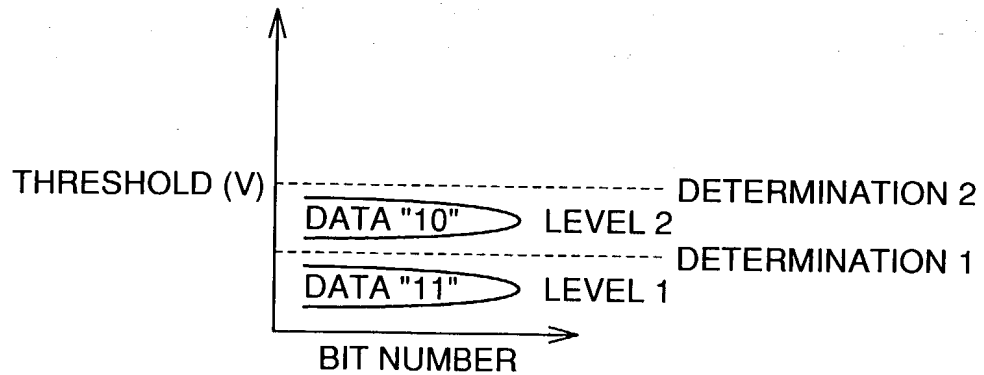 THRESHOLD (V)
DETERMINATION 2
DATA "10"
LEVEL 2
DETERMINATION 1
DATA "11"
LEVEL 1
BIT NUMBER